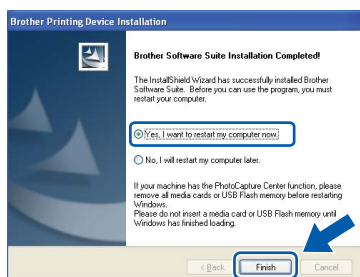 Brother Printing Device Installation
Brother Software Suite Installation Completed!
The InstallShield Wizard has successfully installed Brother
Software Suite. Before you can use the program, you must
restart your computer.
Yes, I want to restart my computer now.
No, I will restart my computer later.
If your machine has the PhotoCapture Center function, please
remove all media cards or USB Flash memory before restarting
Windows.
Please do not insert a media card or USB Flash memory until
Windows has finished loading.
< Back
Finish
Cancel